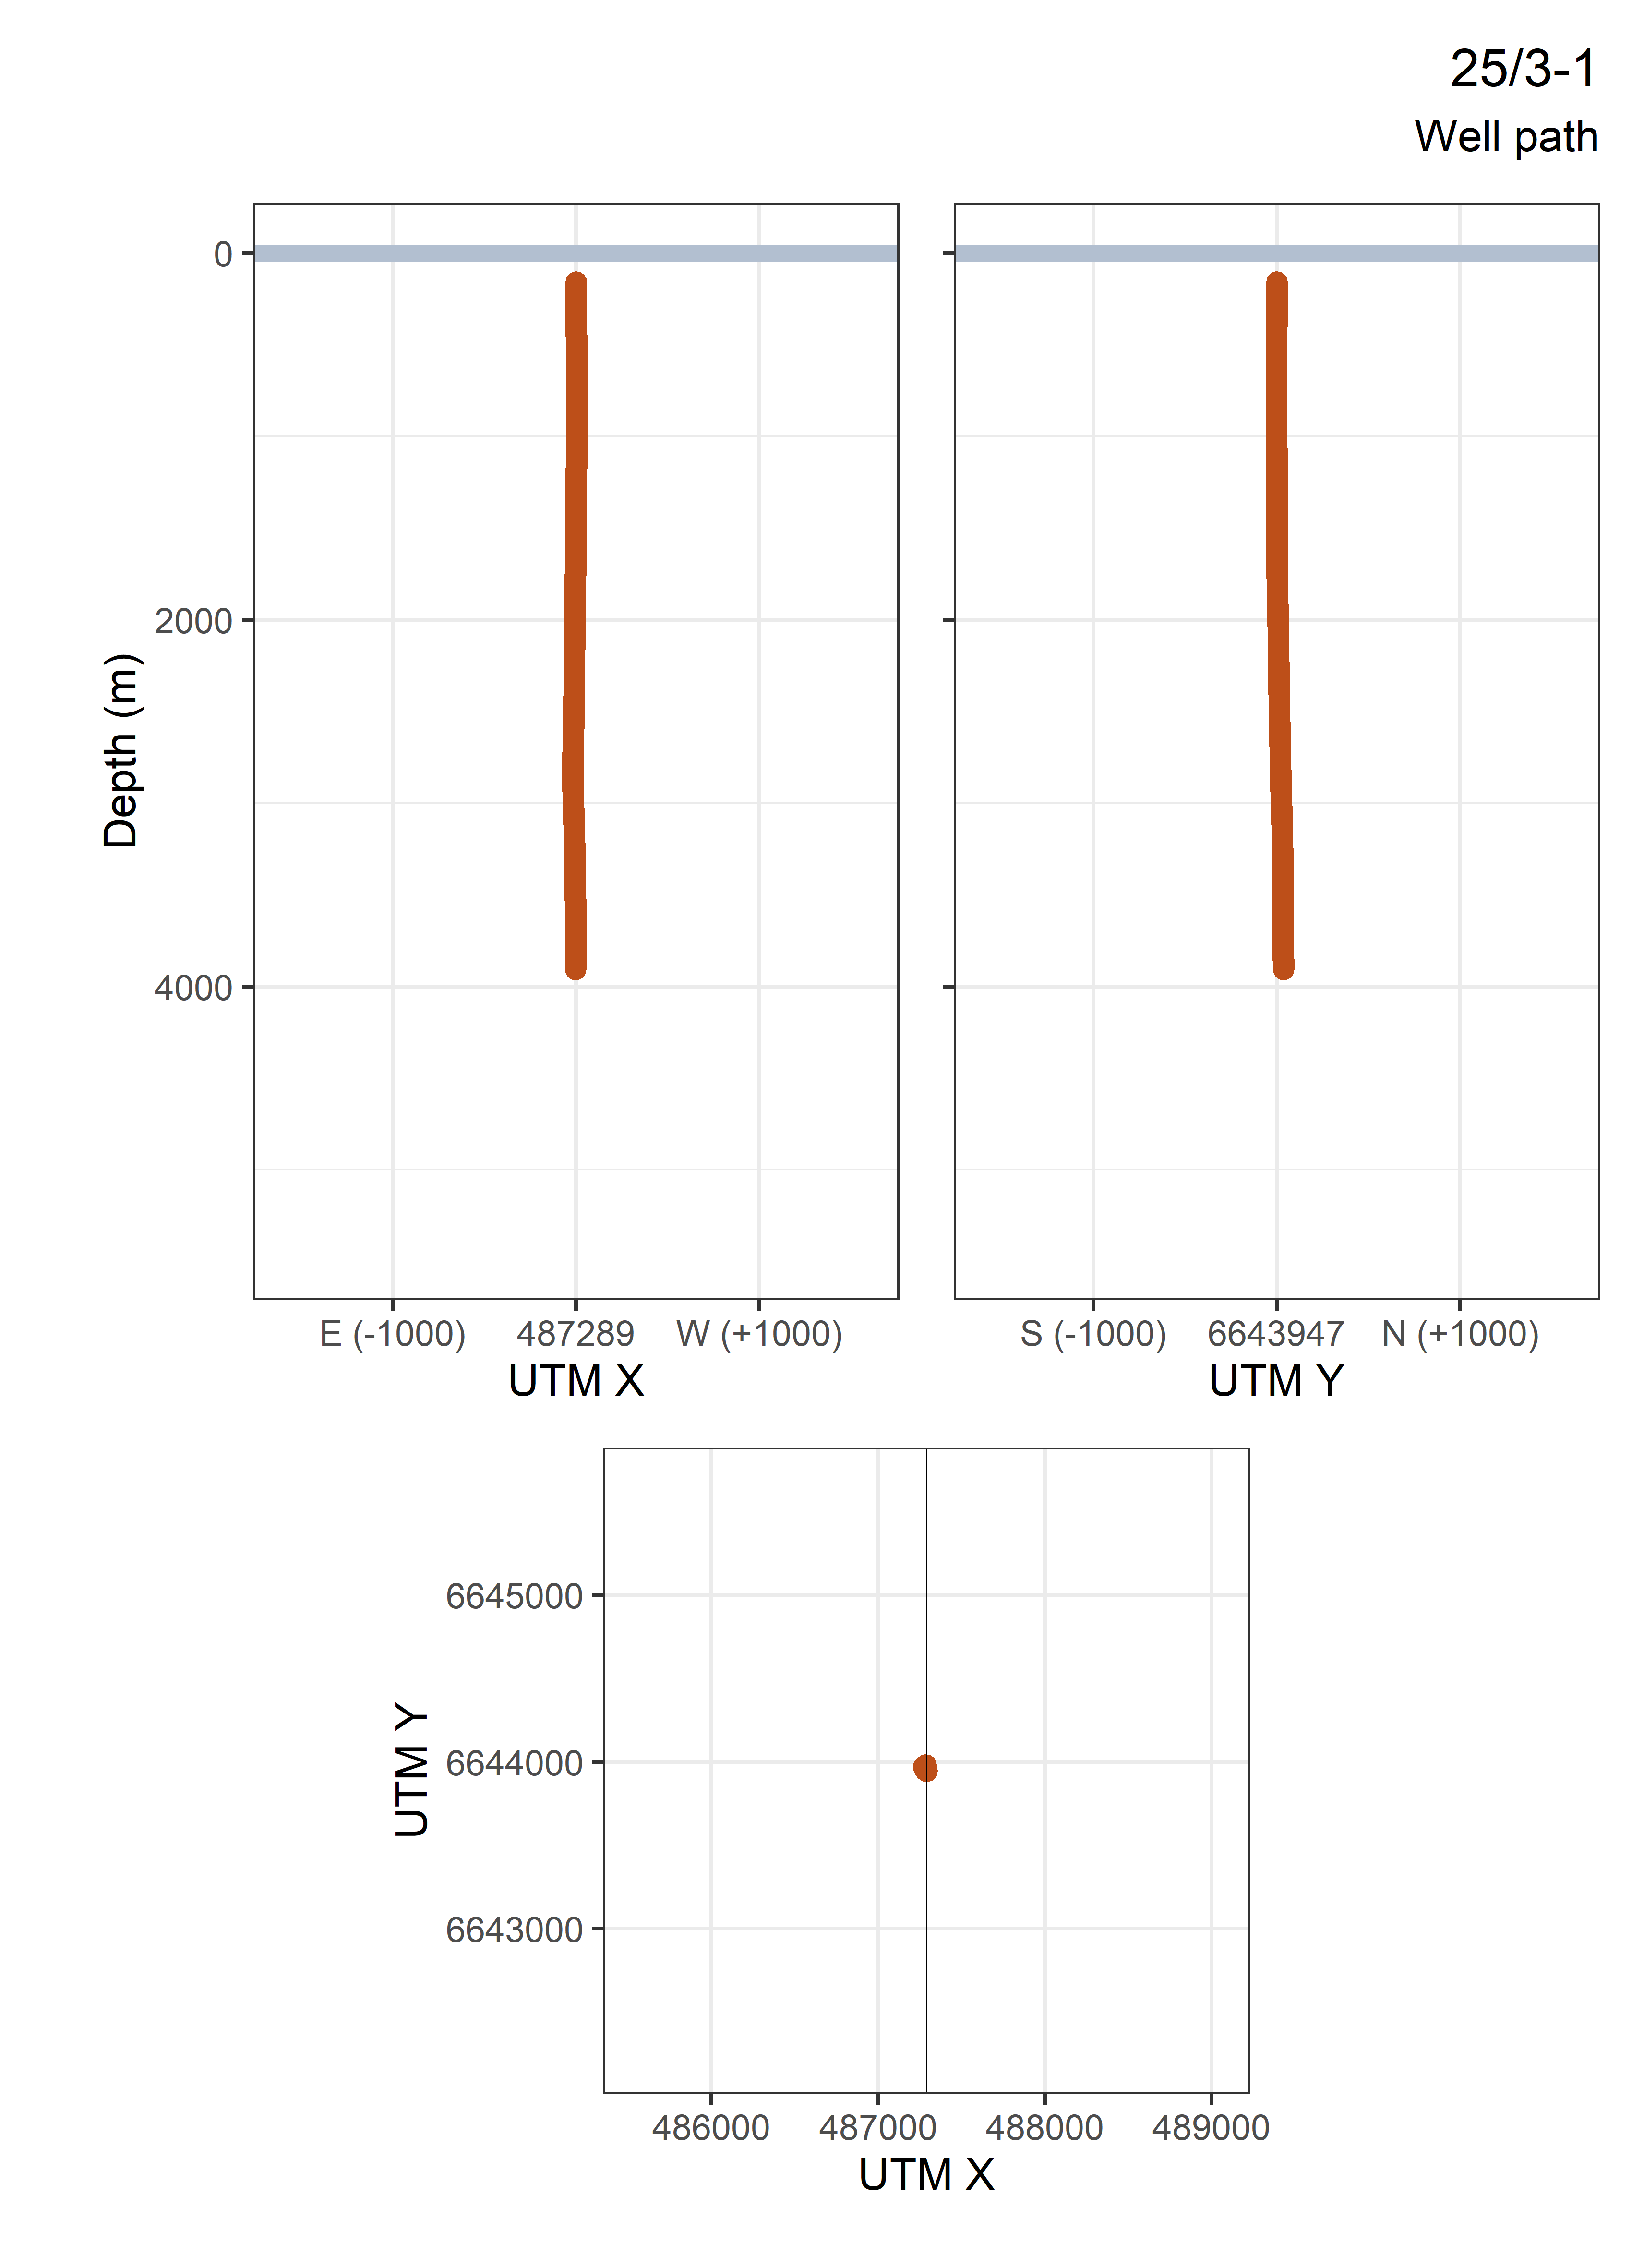 25/3-1
Well path
0
2000
4000
Depth (m)
E (-1000) 487289 W (+1000)
UTM X
S (-1000) 6643947 N (+1000)
UTM Y
6645000
6644000
6643000
UTM Y
486000 487000 488000 489000
UTM X